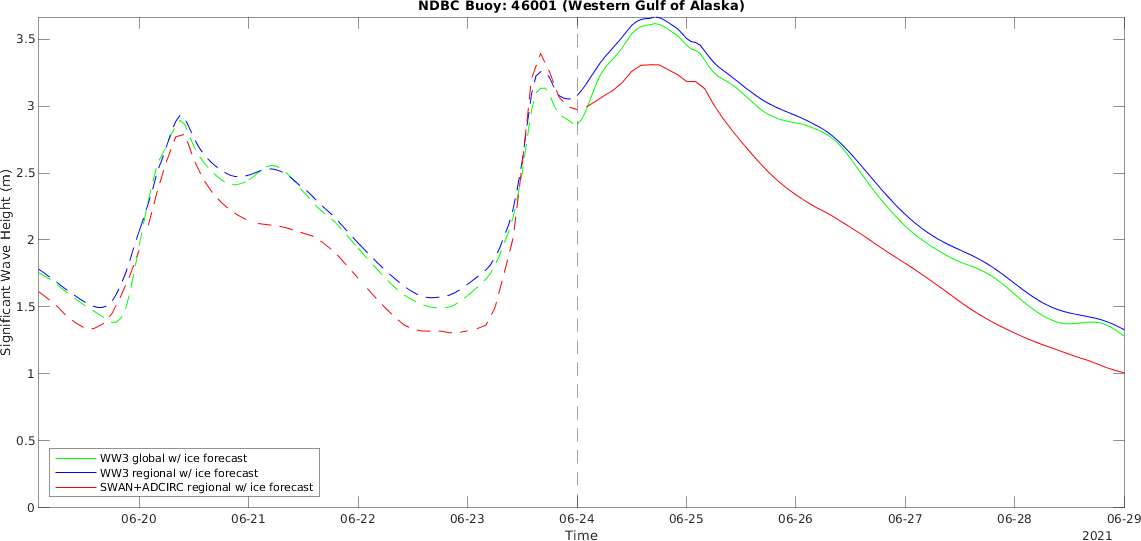 NDBC Buoy: 46001 (Western Gulf of Alaska)
Significant Wave Height (m)
3.5
3
2.5
2
1.5
1
0.5
0
WW3 global w/ ice forecast
WW3 regional w/ ice forecast
SWAN+ADCIRC regional w/ ice forecast
06-20 06-21 06-22 06-23 06-24 06-25 06-26 06-27 06-28 06-29
Time
2021